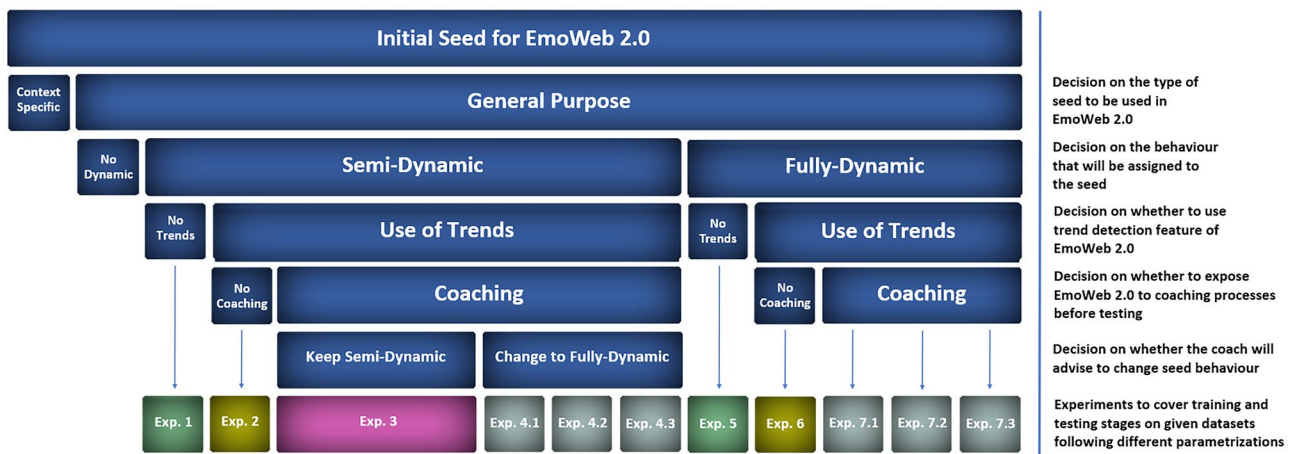 Initial Seed for EmoWeb 2.0
Context
Specific
General Purpose
Decision on the type of
seed to be used in
EmoWeb 2.0
No
Dynamic
Semi-Dynamic
Fully-Dynamic
Decision on the behaviour
that will be assigned to
the seed
No
Trends
Use of Trends
No
Trends
Use of Trends
Decision on whether to use
trend detection feature of
EmoWeb 2.0
No
Coaching
Coaching
No
Coaching
Coaching
Decision on whether to expose
EmoWeb 2.0 to coaching processes
before testing
Keep Semi-Dynamic
Change to Fully-Dynamic
Decision on whether the coach will
advise to change seed behaviour
Exp. 1
Exp. 2
Exp. 3
Exp. 4.1
Exp. 4.2
Exp. 4.3
Exp. 5
Exp. 6
Exp. 7.1
Exp. 7.2
Exp. 7.3
Experiments to cover training and
testing stages on given datasets
following different parametrizations